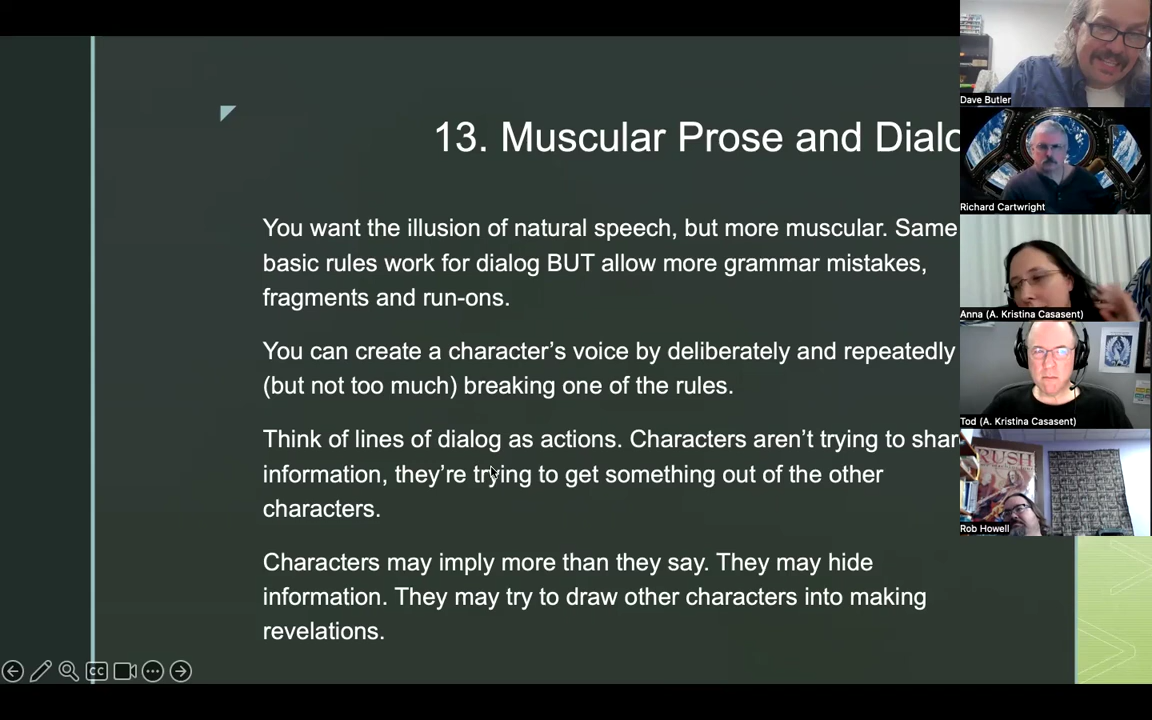 13. Muscular Prose and Dialo
You want the illusion of natural speech, but more muscular. Same
basic rules work for dialog BUT allow more grammar mistakes,
fragments and run-ons.
You can create a character’s voice by deliberately and repeatedly
(but not too much) breaking one of the rules.
Think of lines of dialog as actions. Characters aren’t trying to shar
information, they’re trying to get something out of the other
characters.
Characters may imply more than they say. They may hide
information. They may try to draw other characters into making
revelations.
CC
Dave Butler
Richard Cartwright
Anna (A. Kristina Casasent)
Tod (A. Kristina Casasent)
RUSH
Rob Howell